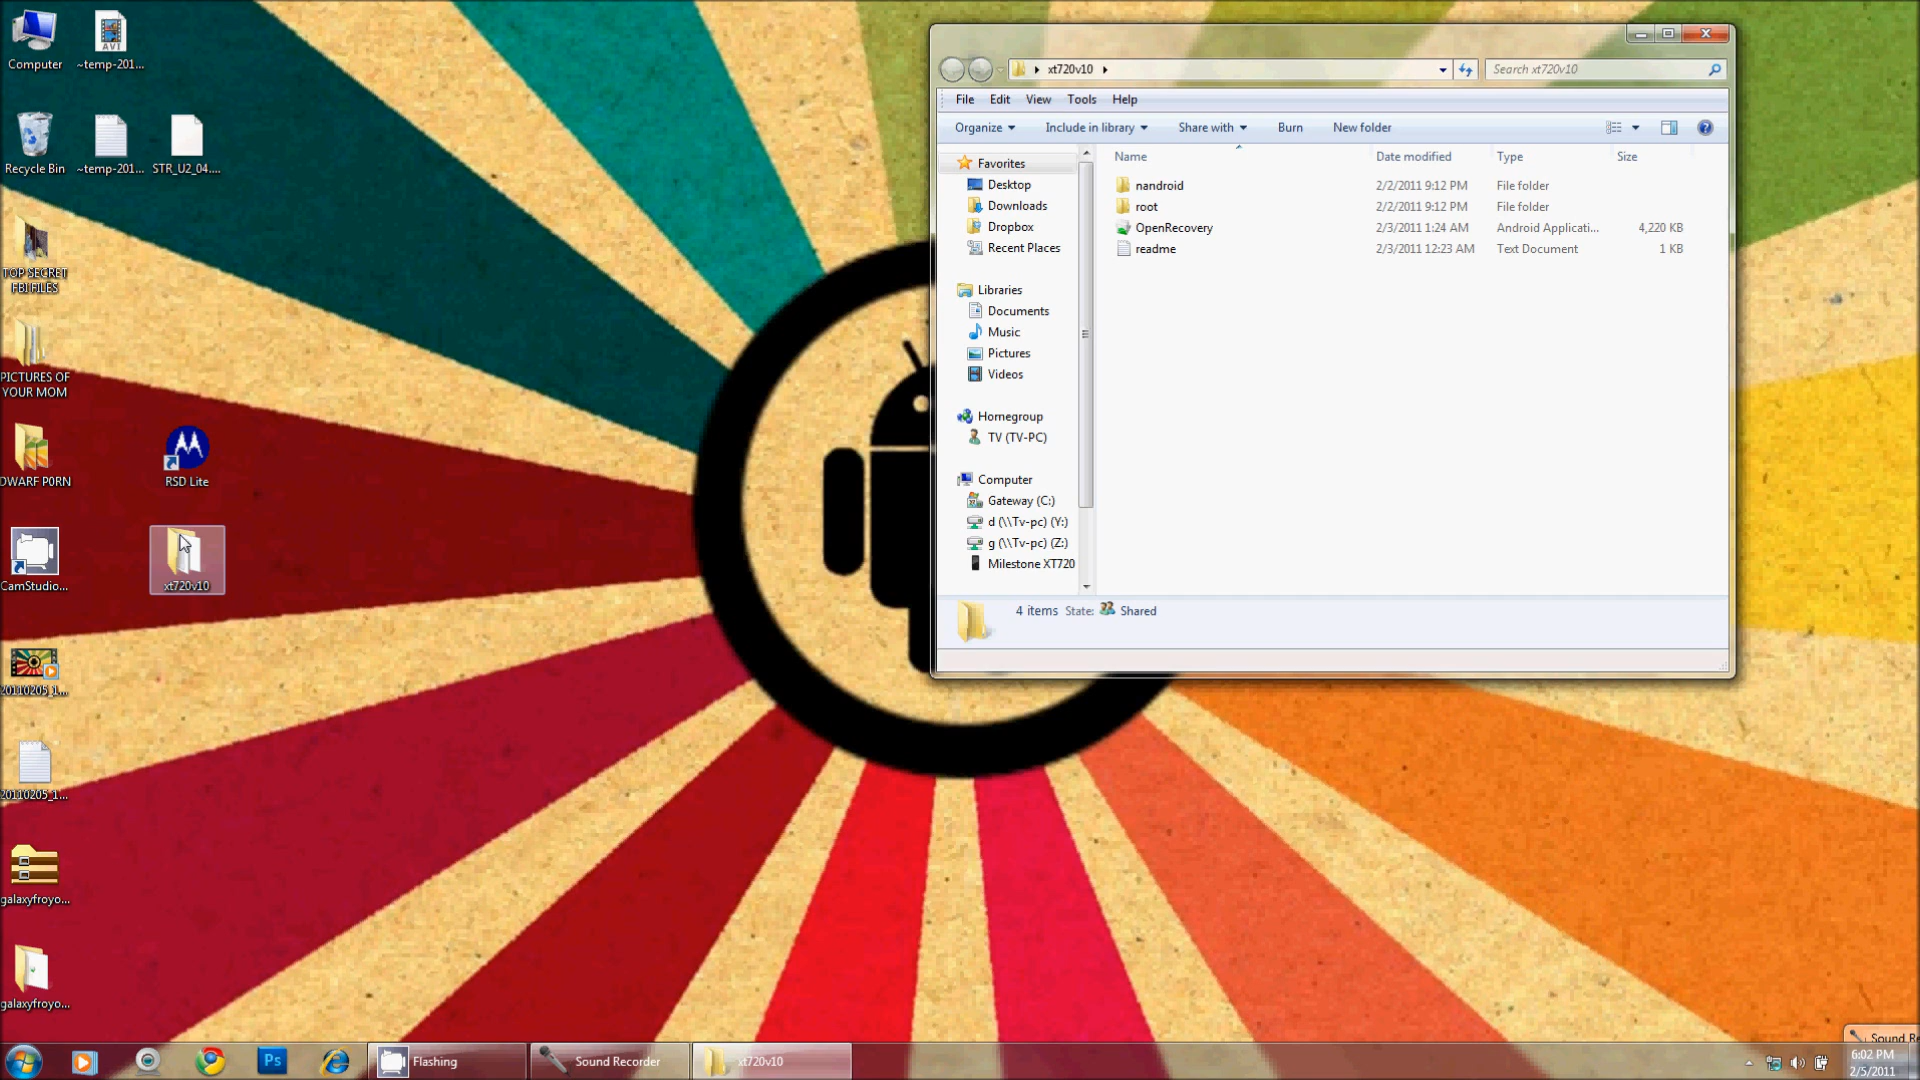 Computer
~temp-201...
AVI
Recycle Bin
~temp-201...
STR_U2_04....
TOP SECRET
FBI FILES
PICTURES OF
YOUR MOM
DWARF P0RN
RSD Lite
CamStudio...
xt720v10
20110205_1...
20110205_1...
galaxyfroyo...
galaxyfroyo...
xt720v10
Search xt720v10
File Edit View Tools Help
Organize Include in library Share with Burn New folder
Name Date modified Type Size
Favorites
Desktop
Downloads
Dropbox
Recent Places
Libraries
Documents
Music
Pictures
Videos
Homegroup
TV (TV-PC)
Computer
Gateway (C:)
d (\\Tv-pc) (Y:)
g (\\Tv-pc) (Z:)
Milestone XT720
nandroid 2/2/2011 9:12 PM File folder
root 2/2/2011 9:12 PM File folder
OpenRecovery 2/3/2011 1:24 AM Android Applicati... 4,220 KB
readme 2/3/2011 12:23 AM Text Document 1 KB
4 items State: Shared
Sound Re
Ps
Flashing
Sound Recorder
xt720v10
6:02 PM
2/5/2011